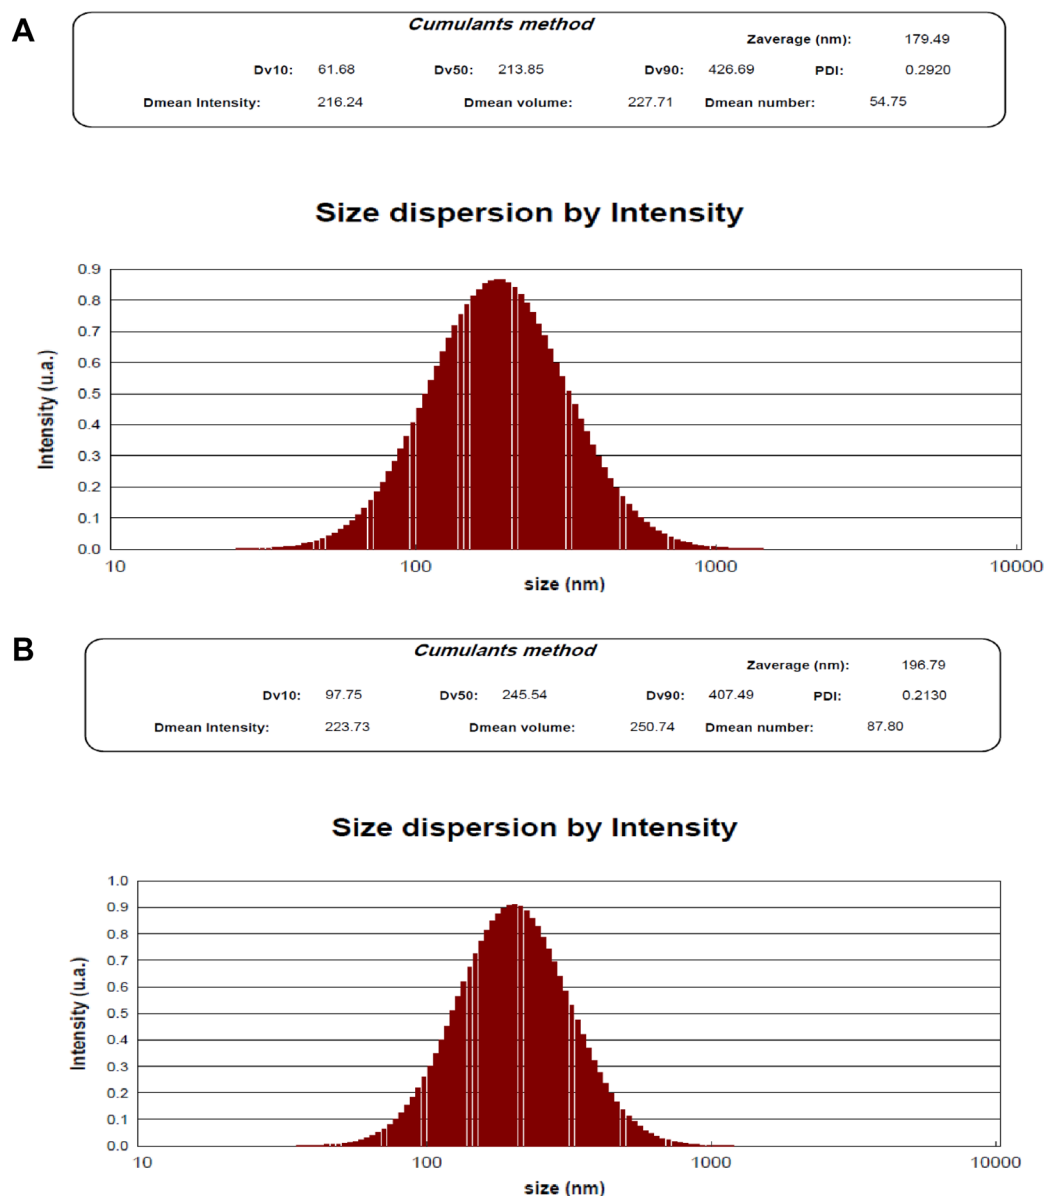 A
Cumulants method
Zaverage (nm): 179.49
Dv10: 61.68 Dv50: 213.85 Dv90: 426.69 PDI: 0.2920
Dmean Intensity: 216.24 Dmean volume: 227.71 Dmean number: 54.75
Size dispersion by Intensity
0.9
0.8
0.7
0.6
0.5
0.4
0.3
0.2
0.1
0.0
Intensity (u.a.)
10 100 1000 10000
size (nm)
B
Cumulants method
Zaverage (nm): 196.79
Dv10: 97.75 Dv50: 245.54 Dv90: 407.49 PDI: 0.2130
Dmean Intensity: 223.73 Dmean volume: 250.74 Dmean number: 87.80
Size dispersion by Intensity
1.0
0.9
0.8
0.7
0.6
0.5
0.4
0.3
0.2
0.1
0.0
Intensity (u.a.)
10 100 1000 10000
size (nm)